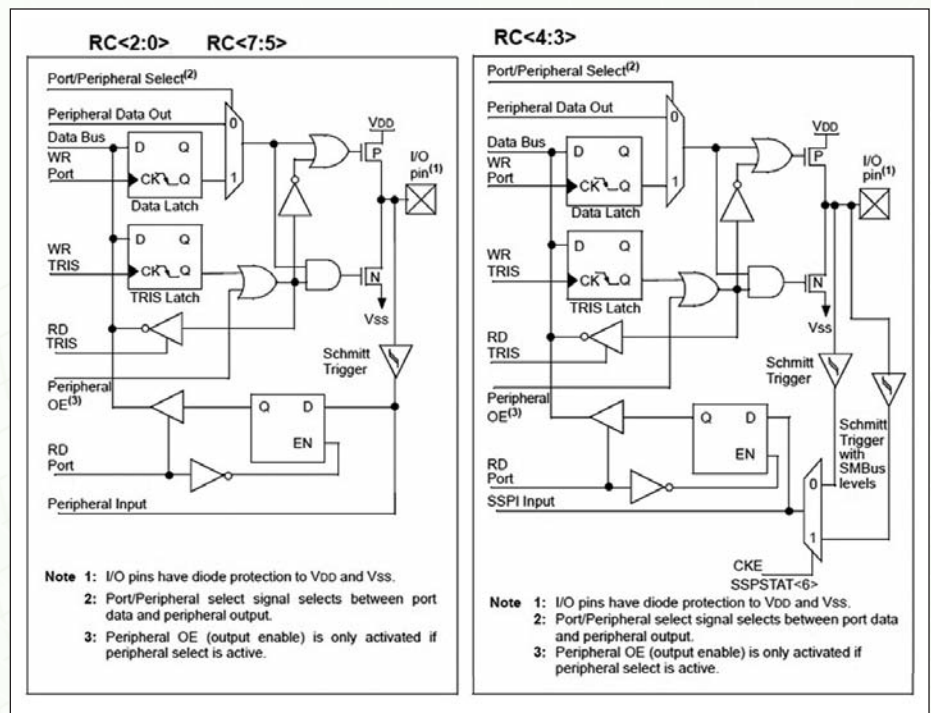 RC<2:0> RC<7:5>
Port/Peripheral Select(2)
Peripheral Data Out
Data Bus
WR
Port
D Q
CK Q
Data Latch
0
1
VDD
P
I/O
pin(1)
WR
TRIS
D Q
CK Q
TRIS Latch
N
Vss
RD
TRIS
Schmitt
Trigger
Peripheral
OE(3)
Q D
EN
RD
Port
Peripheral Input
Note 1: I/O pins have diode protection to VDD and VSS.
2: Port/Peripheral select signal selects between port
data and peripheral output.
3: Peripheral OE (output enable) is only activated if
peripheral select is active.
RC<4:3>
Port/Peripheral Select(2)
Peripheral Data Out
Data Bus
WR
Port
D Q
CK Q
Data Latch
0
1
VDD
P
I/O
pin(1)
WR
TRIS
D Q
CK Q
TRIS Latch
N
Vss
RD
TRIS
Schmitt
Trigger
Peripheral
OE(3)
Q D
EN
Schmitt
Trigger
with
SMBus
levels
RD
Port
SSPI Input
0
1
CKE
SSPSTAT<6>
Note 1: I/O pins have diode protection to VDD and VSS.
2: Port/Peripheral select signal selects between port data
and peripheral output.
3: Peripheral OE (output enable) is only activated if
peripheral select is active.